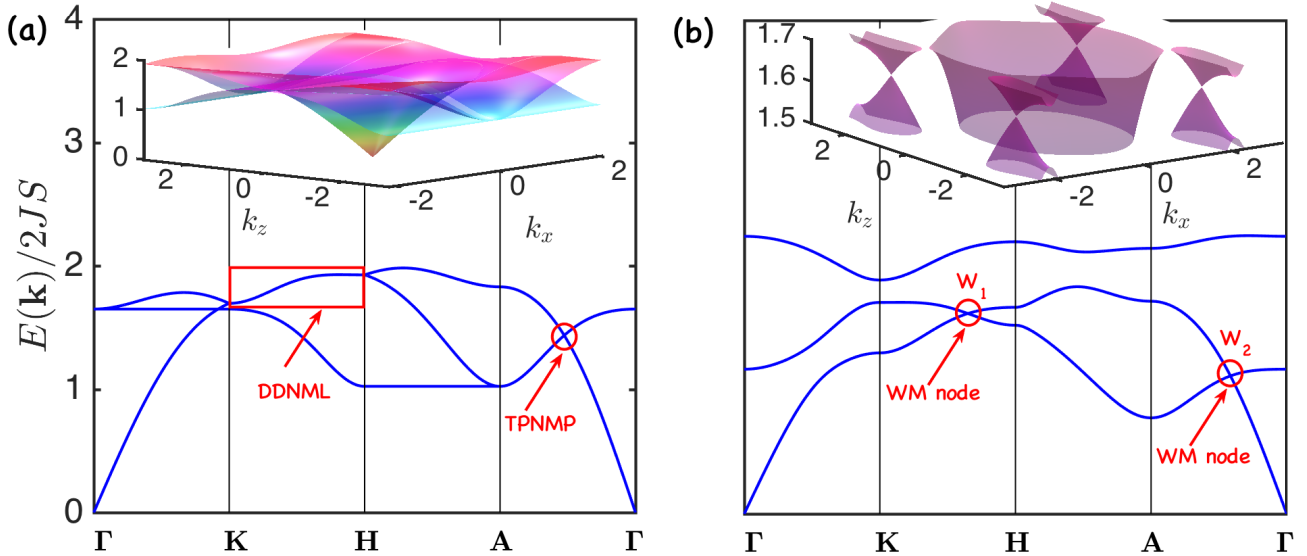 (a)
E(k)/2JS
4
3
2
1
0
2
1
0
2
0
-2
k_z
-2
0
2
k_x
DDNML
TPNMP
Γ
K
H
A
Γ
(b)
1.7
1.6
1.5
2
0
-2
k_z
-2
0
2
k_x
W_1
WM node
W_2
WM node
Γ
K
H
A
Γ